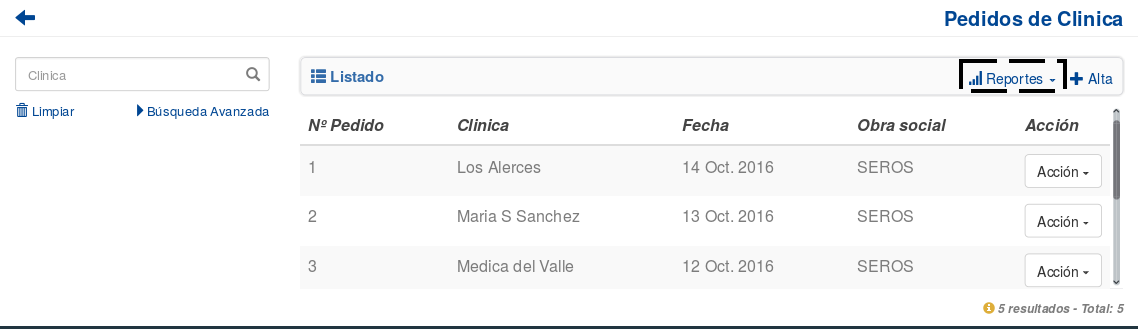 Pedidos de Clinica
Clinica
Limpiar
Búsqueda Avanzada
Listado
Reportes
Alta
Nº Pedido Clinica Fecha Obra social Acción
1 Los Alerces 14 Oct. 2016 SEROS Acción
2 Maria S Sanchez 13 Oct. 2016 SEROS Acción
3 Medica del Valle 12 Oct. 2016 SEROS Acción
5 resultados - Total: 5